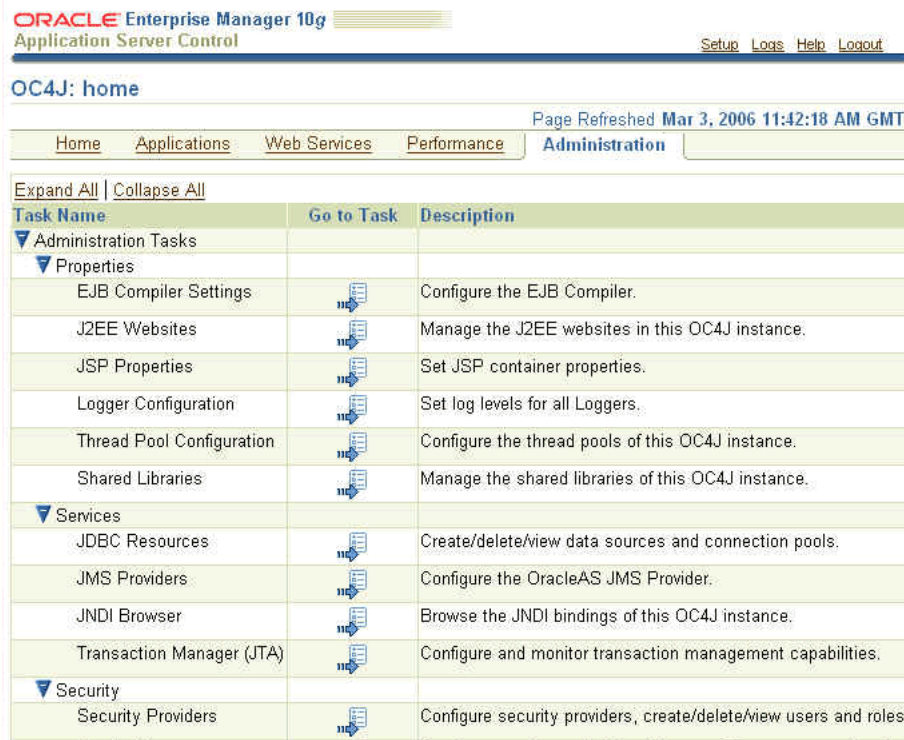 ORACLE Enterprise Manager 10g
Application Server Control
Setup Logs Help Logout
OC4J: home
Page Refreshed Mar 3, 2006 11:42:18 AM GMT
Home Applications Web Services Performance Administration
Expand All | Collapse All
Task Name Go to Task Description
Administration Tasks
Properties
EJB Compiler Settings Configure the EJB Compiler.
J2EE Websites Manage the J2EE websites in this OC4J instance.
JSP Properties Set JSP container properties.
Logger Configuration Set log levels for all Loggers.
Thread Pool Configuration Configure the thread pools of this OC4J instance.
Shared Libraries Manage the shared libraries of this OC4J instance.
Services
JDBC Resources Create/delete/view data sources and connection pools.
JMS Providers Configure the OracleAS JMS Provider.
JNDI Browser Browse the JNDI bindings of this OC4J instance.
Transaction Manager (JTA) Configure and monitor transaction management capabilities.
Security
Security Providers Configure security providers, create/delete/view users and roles